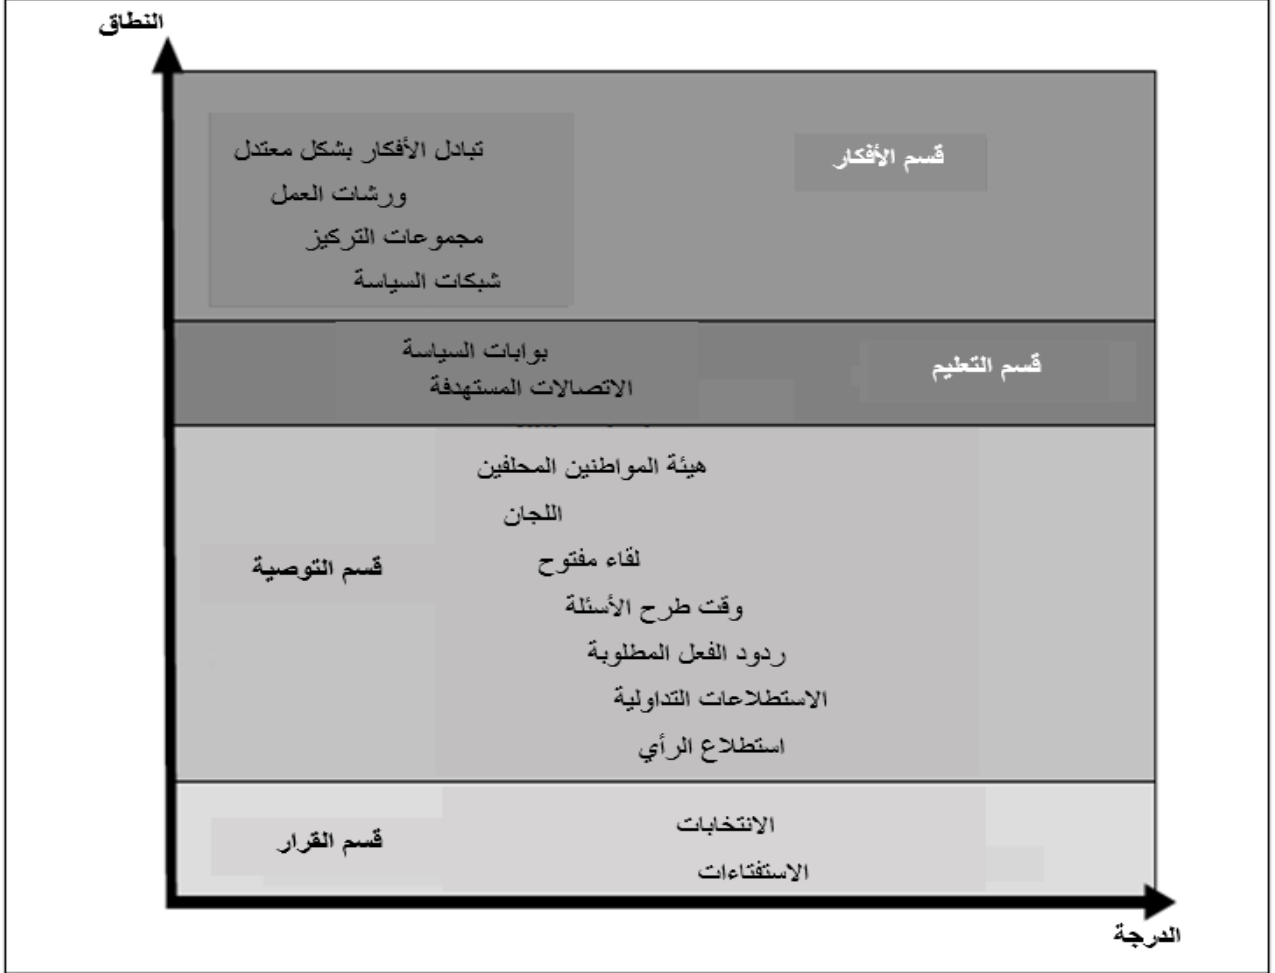 النطاق
قسم الأفكار
تبادل الأفكار بشكل معتدل
ورشات العمل
مجموعات التركيز
شبكات السياسة
قسم التعليم
بوابات السياسة
الاتصالات المستهدفة
هيئة المواطنين المحلفين
اللجان
لقاء مفتوح
قسم التوصية
وقت طرح الأسئلة
ردود الفعل المطلوبة
الاستطلاعات التداولية
استطلاع الرأي
الانتخابات
قسم القرار
الاستفتاءات
الدرجة